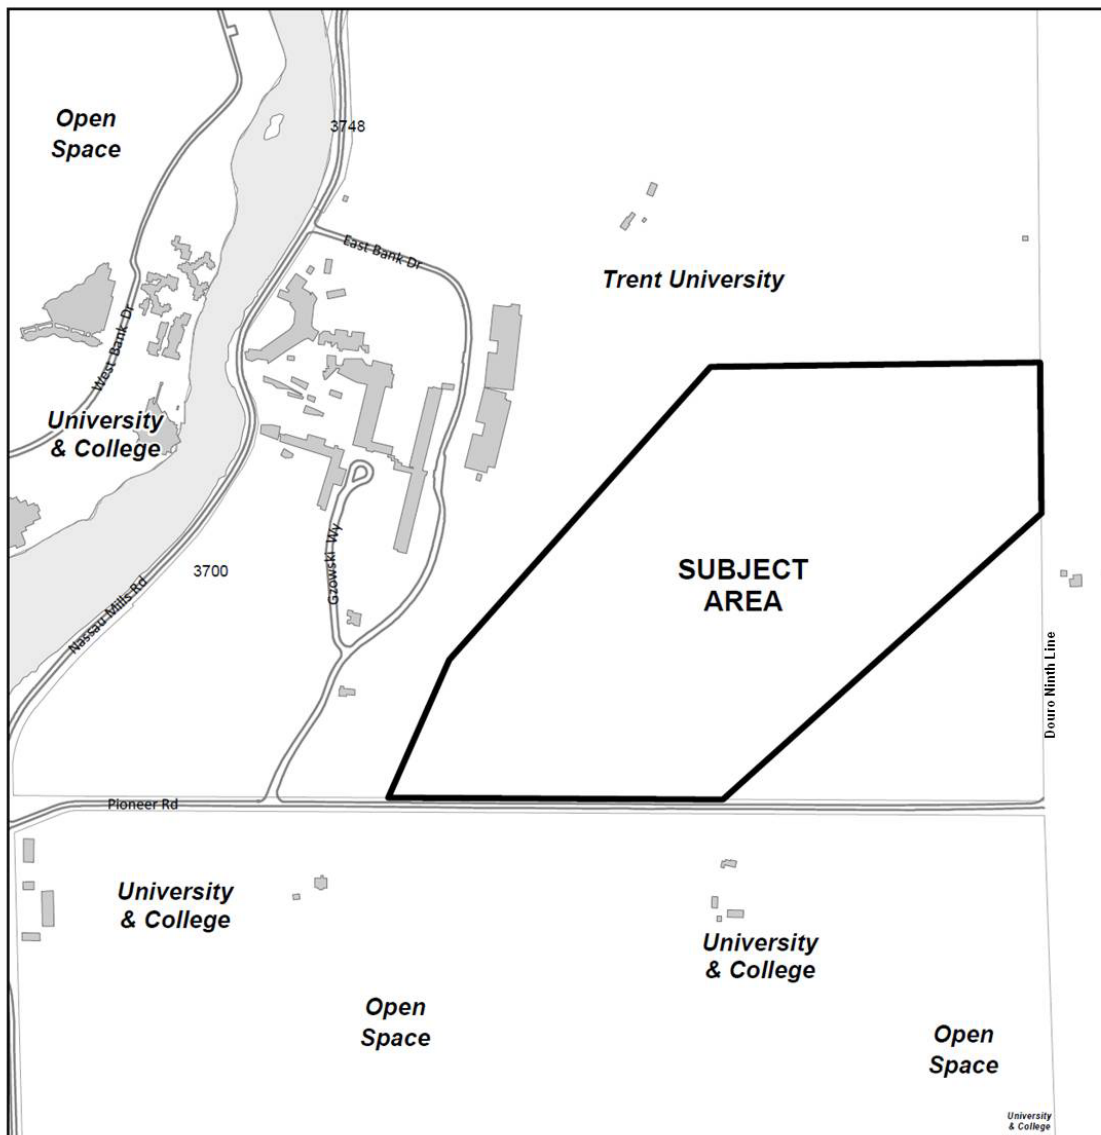 Open
Space
3748
East Bank Dr
Trent University
West Bank Dr
University
& College
Gzowski Wy
3700
SUBJECT
AREA
Nassau Mills Rd
Douro Ninth Line
Pioneer Rd
University
& College
University
& College
Open
Space
Open
Space
University
& College